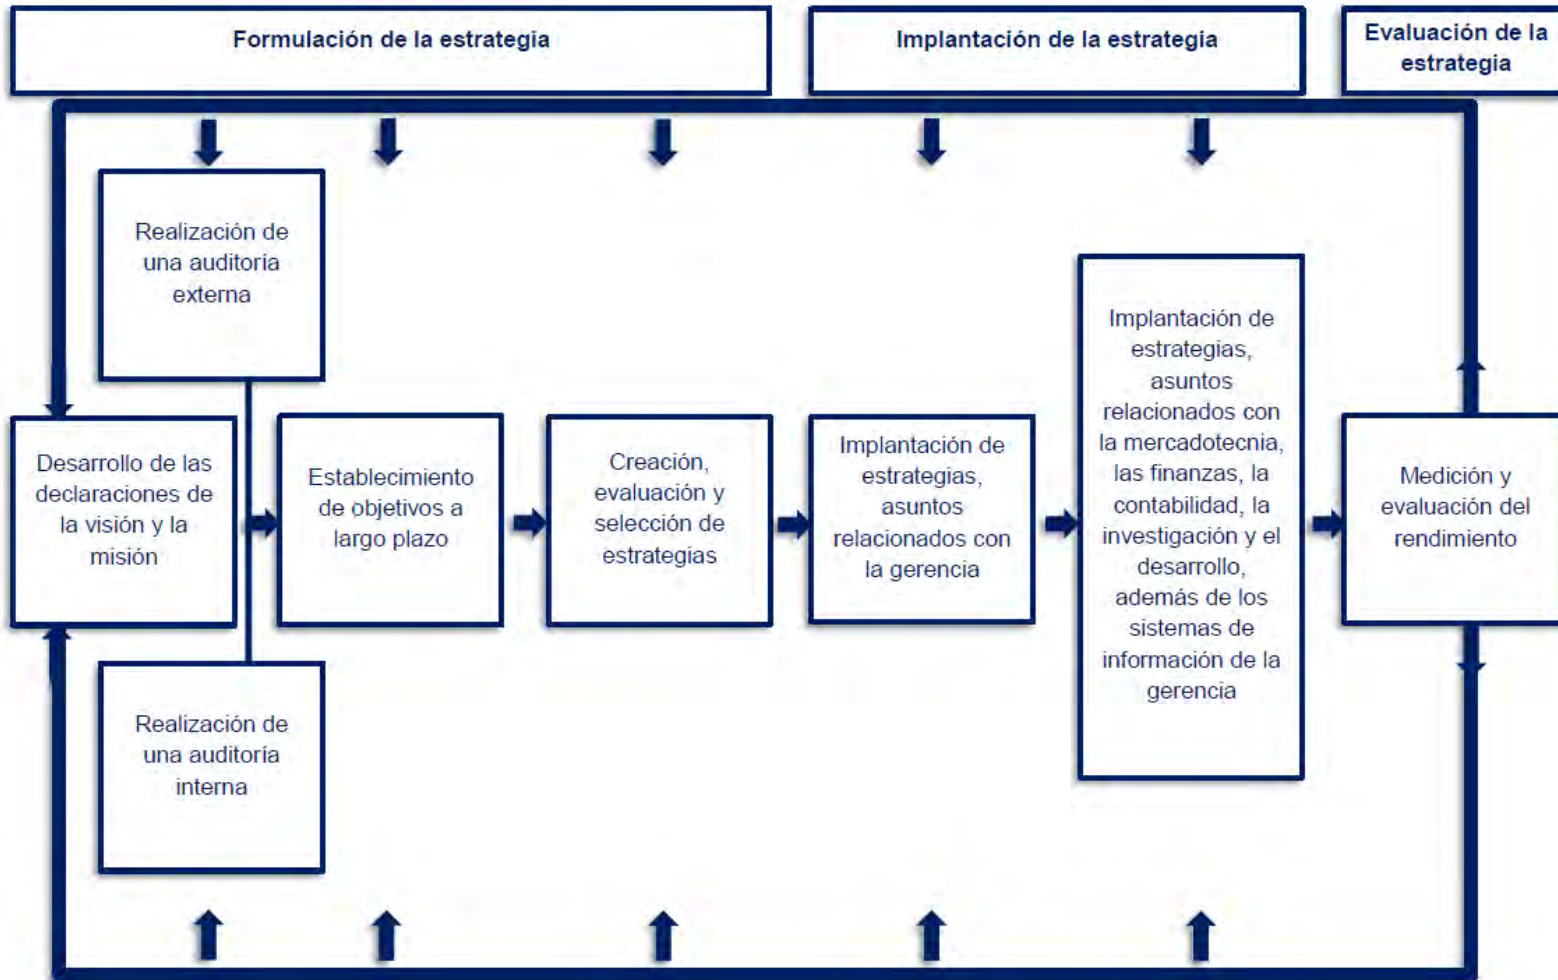 Formulación de la estrategia
Implantación de la estrategia
Evaluación de la
estrategia
Realización de
una auditoría
externa
Desarrollo de las
declaraciones de
la visión y la
misión
Realización de
una auditoría
interna
Establecimiento
de objetivos a
largo plazo
Creación,
evaluación y
selección de
estrategias
Implantación de
estrategias,
asuntos
relacionados con
la gerencia
Implantación de
estrategias,
asuntos
relacionados con
la mercadotecnia,
las finanzas, la
contabilidad, la
investigación y el
desarrollo,
además de los
sistemas de
información de la
gerencia
Medición y
evaluación del
rendimiento